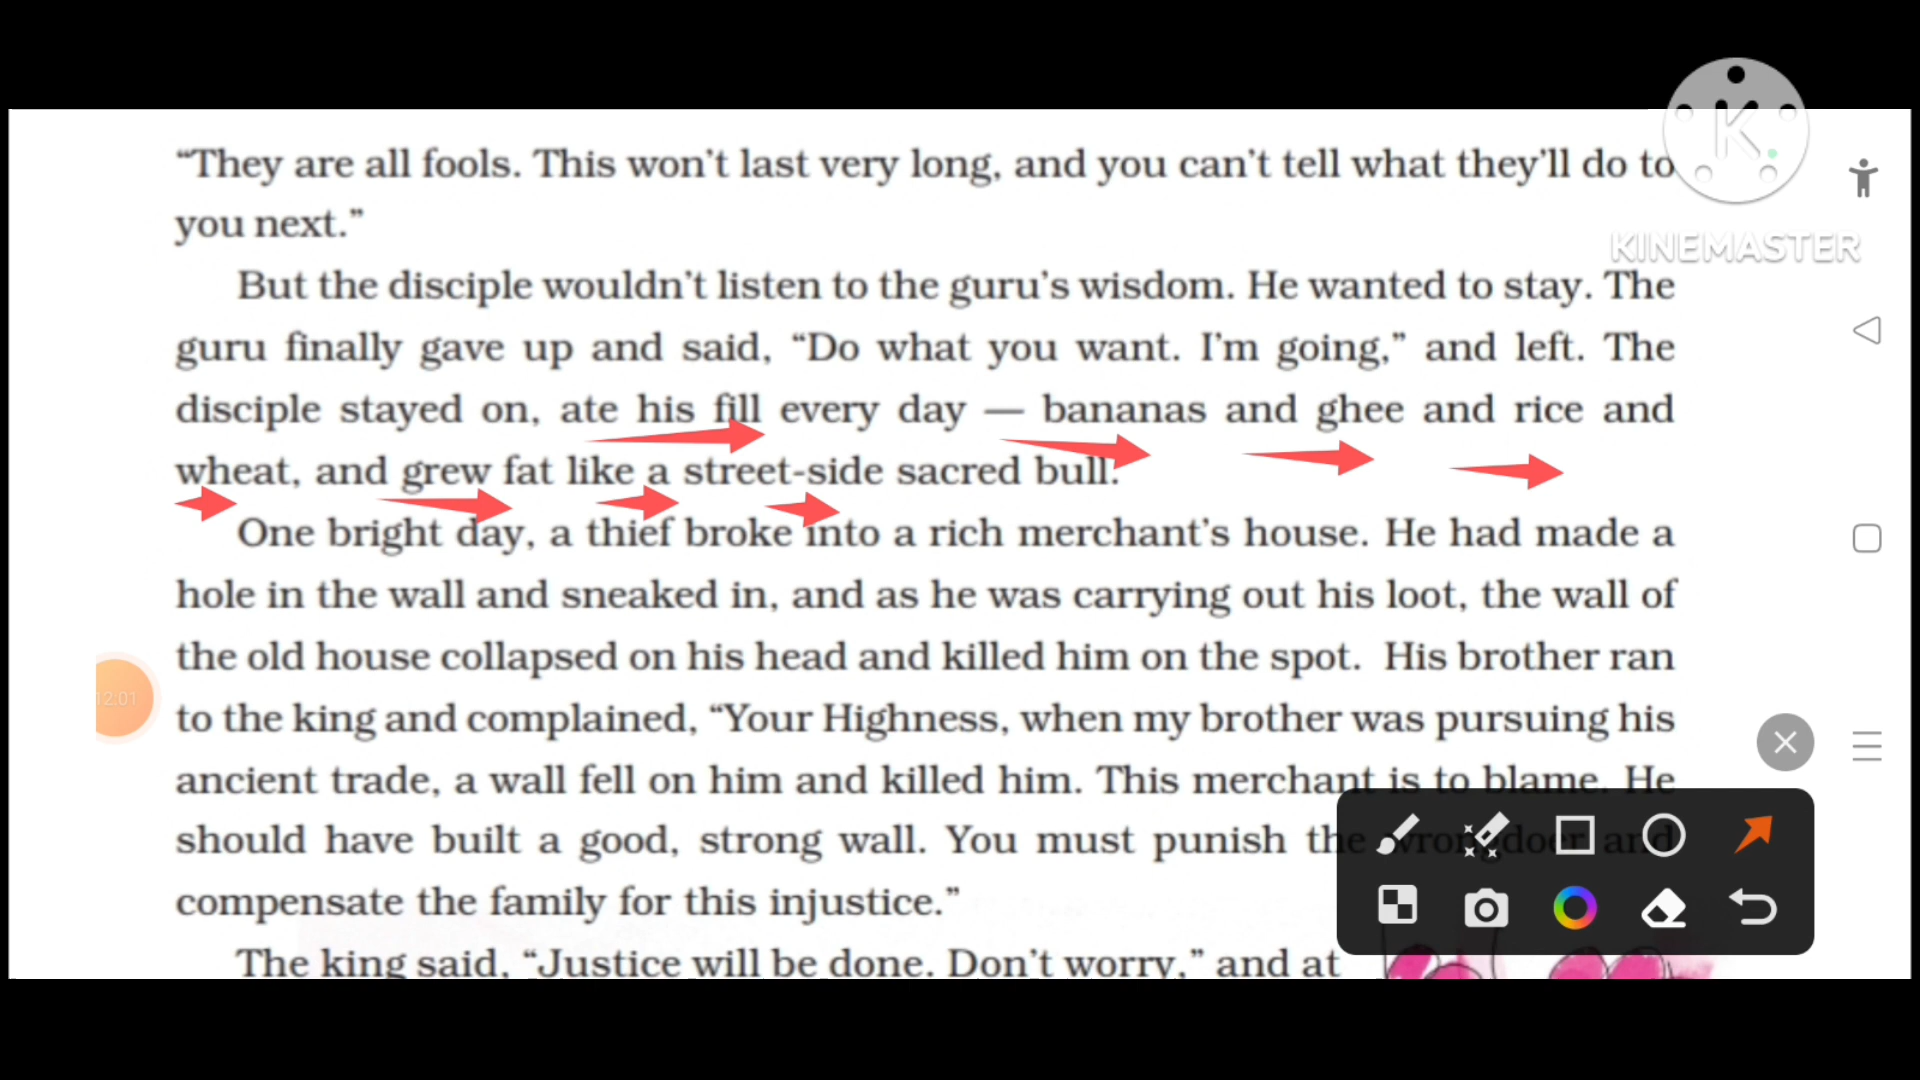 “They are all fools. This won’t last very long, and you can’t tell what they’ll do to
you next.”
But the disciple wouldn’t listen to the guru’s wisdom. He wanted to stay. The
guru finally gave up and said, “Do what you want. I’m going,” and left. The
disciple stayed on, ate his fill every day — bananas and ghee and rice and
wheat, and grew fat like a street-side sacred bull.
One bright day, a thief broke into a rich merchant’s house. He had made a
hole in the wall and sneaked in, and as he was carrying out his loot, the wall of
the old house collapsed on his head and killed him on the spot. His brother ran
to the king and complained, “Your Highness, when my brother was pursuing his
ancient trade, a wall fell on him and killed him. This merchant is to blame. He
should have built a good, strong wall. You must punish the wrongdoer and
compensate the family for this injustice.”
The king said, “Justice will be done. Don’t worry,” and at
K
KINEMASTER
12:01